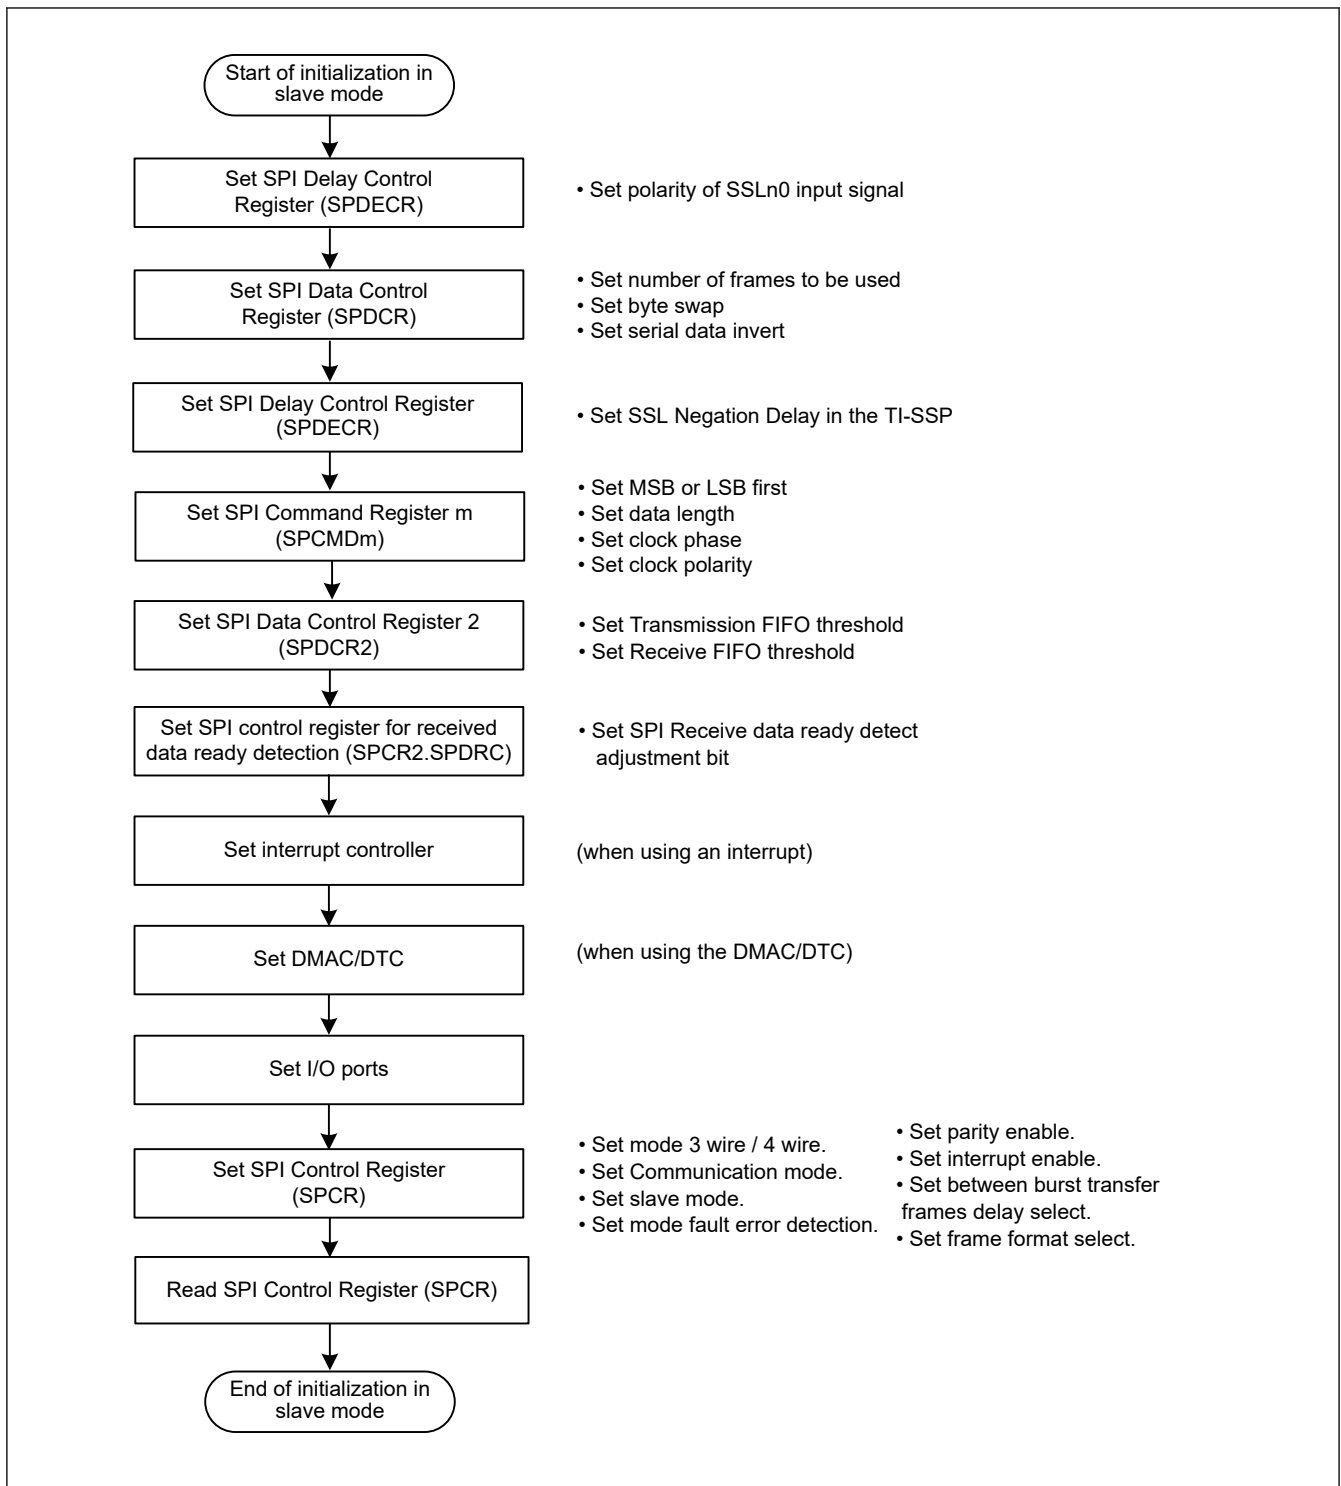 Start of initialization in
slave mode
Set SPI Delay Control
Register (SPDECR)
• Set polarity of SSLn0 input signal
Set SPI Data Control
Register (SPDCR)
• Set number of frames to be used
• Set byte swap
• Set serial data invert
Set SPI Delay Control Register
(SPDECR)
• Set SSL Negation Delay in the TI-SSP
Set SPI Command Register m
(SPCMDm)
• Set MSB or LSB first
• Set data length
• Set clock phase
• Set clock polarity
Set SPI Data Control Register 2
(SPDCR2)
• Set Transmission FIFO threshold
• Set Receive FIFO threshold
Set SPI control register for received
data ready detection (SPCR2.SPDRC)
• Set SPI Receive data ready detect
adjustment bit
Set interrupt controller
(when using an interrupt)
Set DMAC/DTC
(when using the DMAC/DTC)
Set I/O ports
Set SPI Control Register
(SPCR)
• Set mode 3 wire / 4 wire.
• Set Communication mode.
• Set slave mode.
• Set mode fault error detection.
• Set parity enable.
• Set interrupt enable.
• Set between burst transfer
frames delay select.
• Set frame format select.
Read SPI Control Register (SPCR)
End of initialization in
slave mode